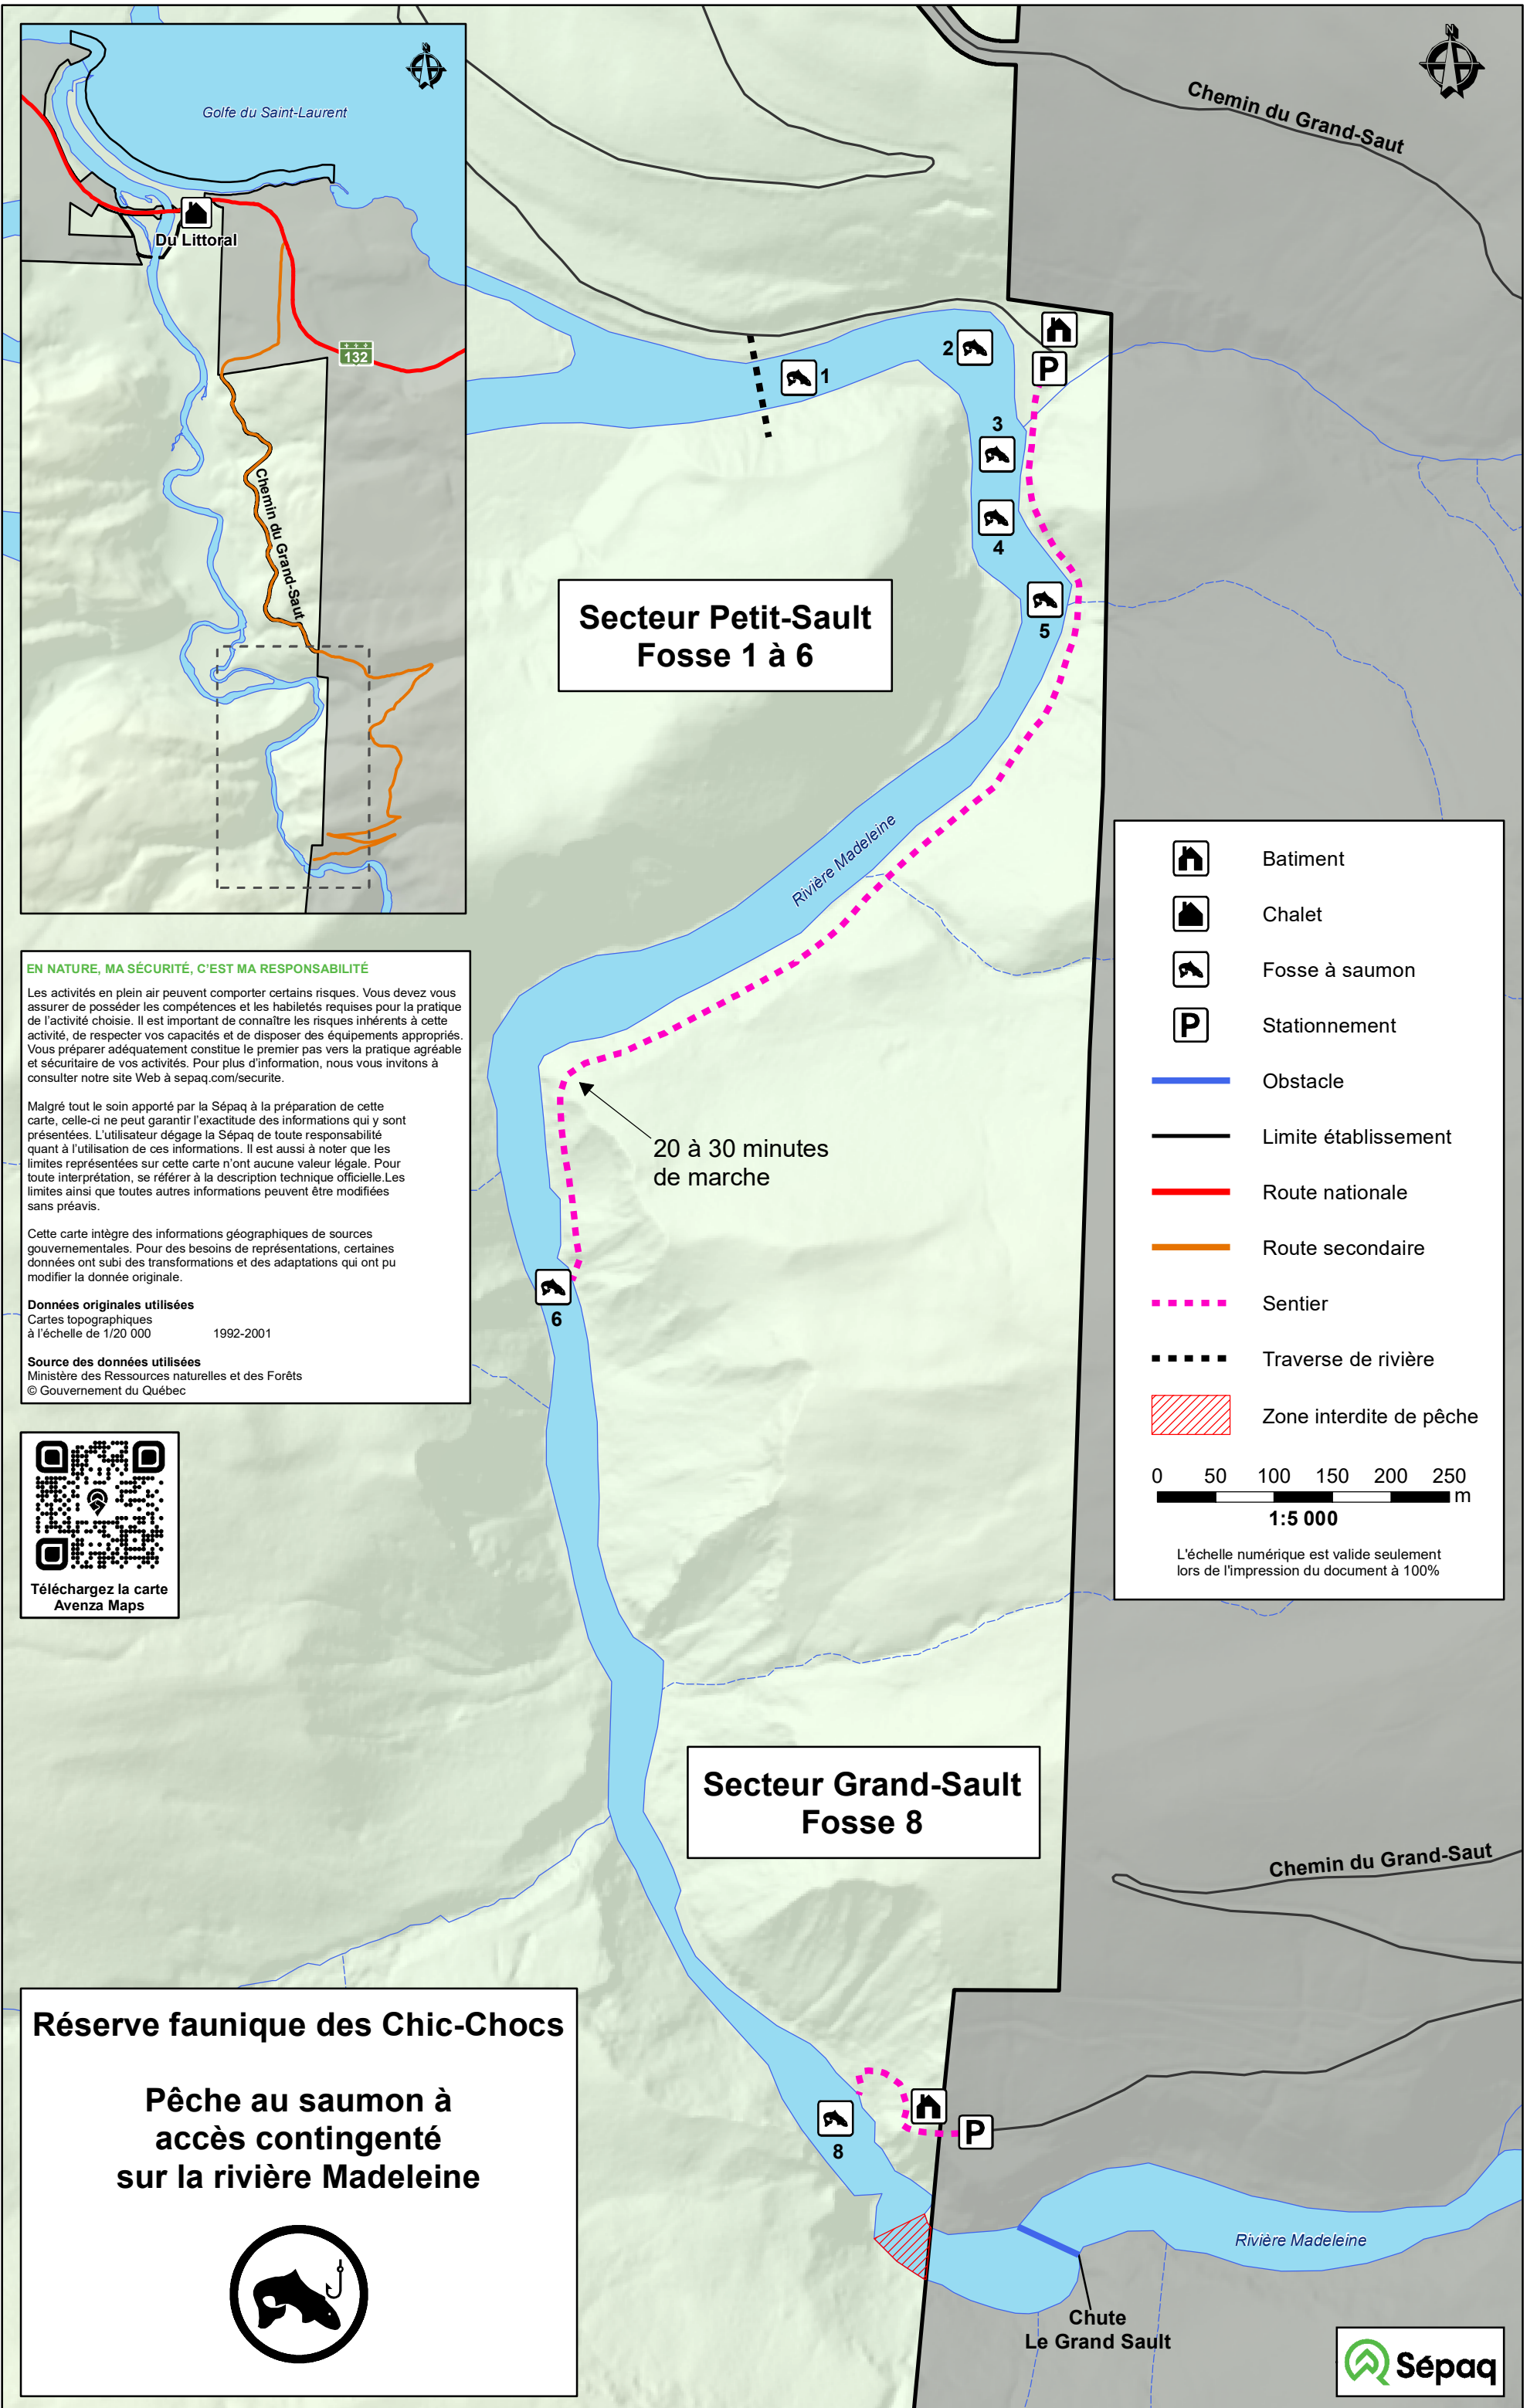 Golfe du Saint-Laurent
N
Du Littoral
132
Chemin du Grand-Saut
N
Chemin du Grand-Saut
1
2
P
3
4
5
Secteur Petit-Sault
Fosse 1 à 6
Rivière Madeleine
20 à 30 minutes
de marche
6
EN NATURE, MA SÉCURITÉ, C'EST MA RESPONSABILITÉ
Les activités en plein air peuvent comporter certains risques. Vous devez vous
assurer de posséder les compétences et les habiletés requises pour la pratique
de l'activité choisie. Il est important de connaître les risques inhérents à cette
activité, de respecter vos capacités et de disposer des équipements appropriés.
Vous préparer adéquatement constitue le premier pas vers la pratique agréable
et sécuritaire de vos activités. Pour plus d'information, nous vous invitons à
consulter notre site Web à sepaq.com/securite.
Malgré tout le soin apporté par la Sépaq à la préparation de cette
carte, celle-ci ne peut garantir l'exactitude des informations qui y sont
présentées. L'utilisateur dégage la Sépaq de toute responsabilité
quant à l'utilisation de ces informations. Il est aussi à noter que les
limites représentées sur cette carte n'ont aucune valeur légale. Pour
toute interprétation, se référer à la description technique officielle.Les
limites ainsi que toutes autres informations peuvent être modifiées
sans préavis.
Cette carte intègre des informations géographiques de sources
gouvernementales. Pour des besoins de représentations, certaines
données ont subi des transformations et des adaptations qui ont pu
modifier la donnée originale.
Données originales utilisées
Cartes topographiques
à l'échelle de 1/20 000 1992-2001
Source des données utilisées
Ministère des Ressources naturelles et des Forêts
© Gouvernement du Québec
Téléchargez la carte
Avenza Maps
Batiment
Chalet
Fosse à saumon
P Stationnement
Obstacle
Limite établissement
Route nationale
Route secondaire
Sentier
Traverse de rivière
Zone interdite de pêche
0 50 100 150 200 250
m
1:5 000
L'échelle numérique est valide seulement
lors de l'impression du document à 100%
Secteur Grand-Sault
Fosse 8
Chemin du Grand-Saut
8
P
Rivière Madeleine
Chute
Le Grand Sault
Réserve faunique des Chic-Chocs
Pêche au saumon à
accès contingenté
sur la rivière Madeleine
Sépaq